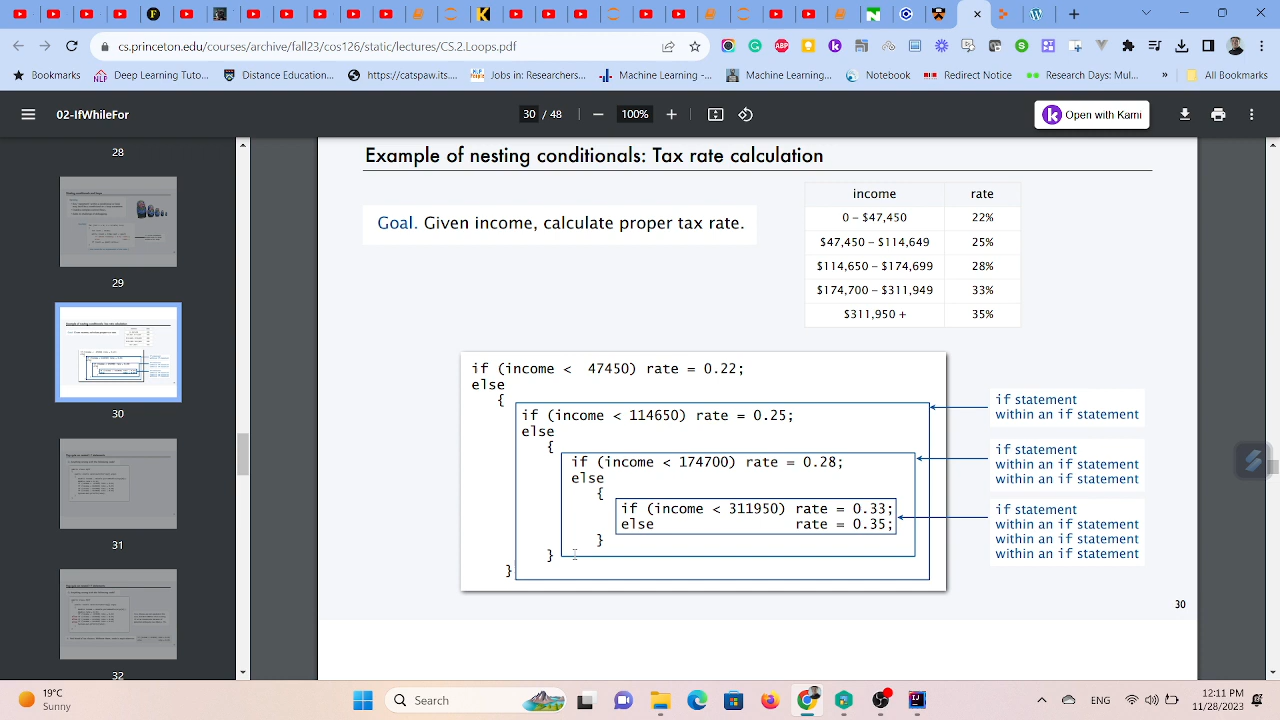 cs.princeton.edu/courses/archive/fall23/cos126/static/lectures/CS.2.Loops.pdf
Bookmarks
Deep Learning Tuto...
Distance Education...
https://catspaw.its....
Jobs in: Researchers...
Machine Learning -...
Machine Learning...
Notebook
Redirect Notice
Research Days: Mul...
»
All Bookmarks
02-IfWhileFor
30 / 48
100%
Open with Kami
28
29
30
31
32
Example of nesting conditionals: Tax rate calculation
Goal. Given income, calculate proper tax rate.
income rate
0 – $47,450 22%
$47,450 – $114,649 25%
$114,650 – $174,699 28%
$174,700 – $311,949 33%
$311,950 + 35%
if (income <  47450) rate = 0.22;
else
{
if (income < 114650) rate = 0.25;
else
{
if (income < 174700) rate = 0.28;
else
{
if (income < 311950) rate = 0.33;
else rate = 0.35;
}
}
}
if statement
within an if statement
if statement
within an if statement
within an if statement
if statement
within an if statement
within an if statement
within an if statement
30
19°C
Sunny
Search
ENG
12:11 PM
11/28/2023